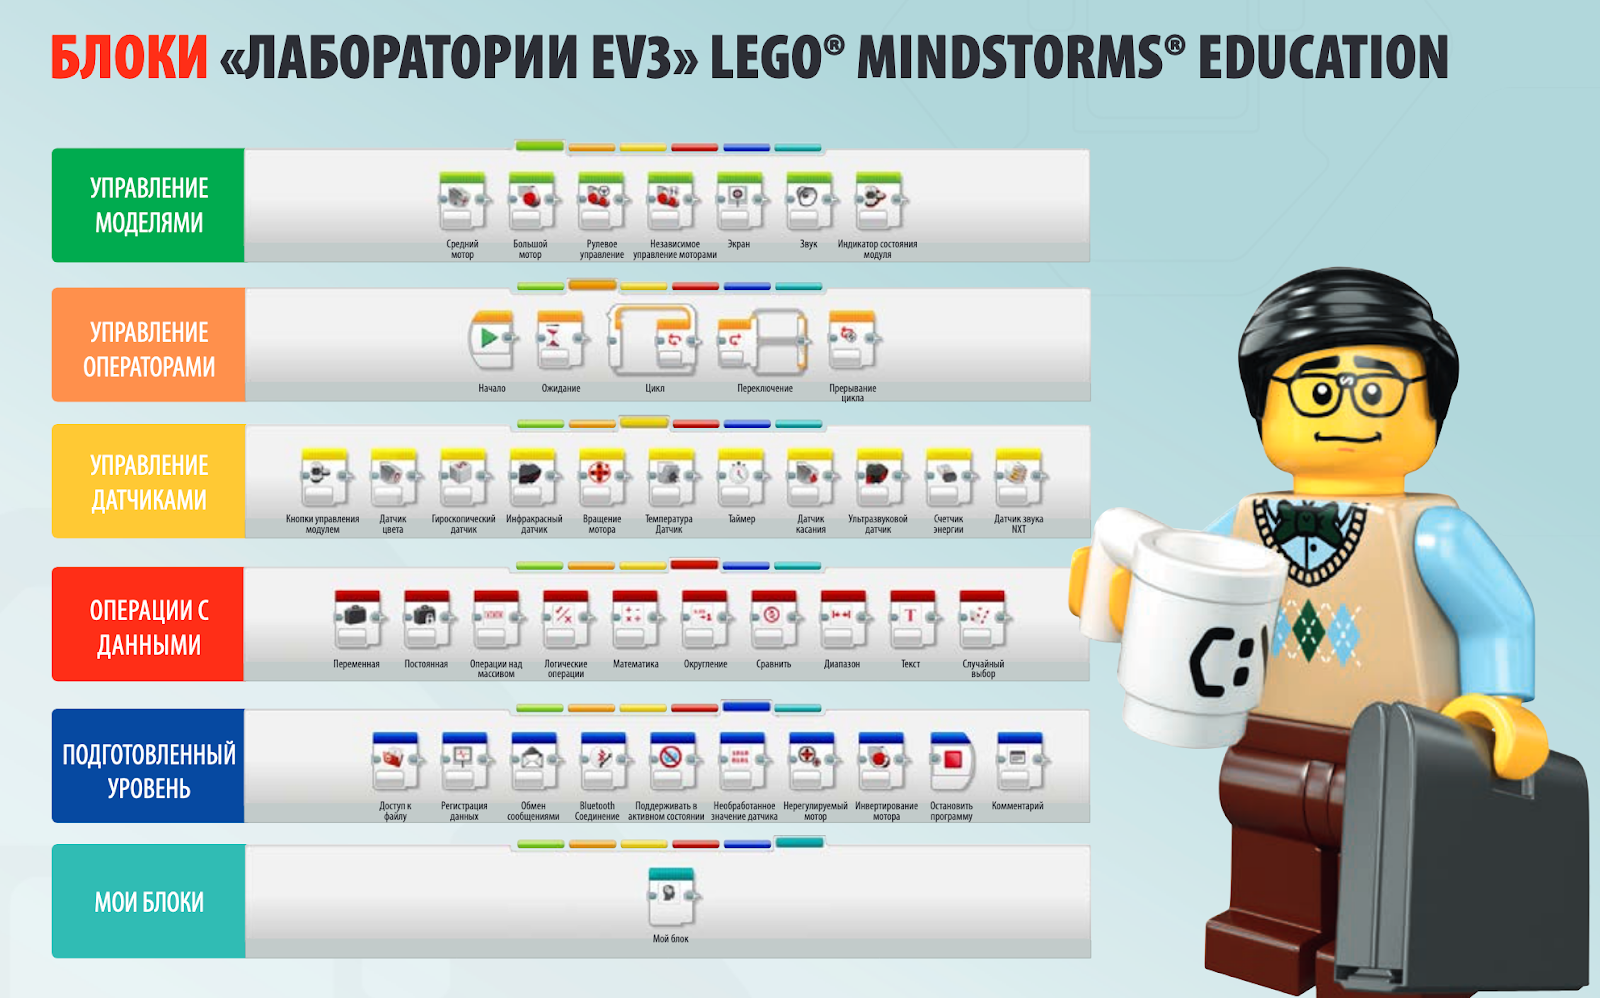 БЛОКИ «ЛАБОРАТОРИИ EV3» LEGO® MINDSTORMS® EDUCATION
УПРАВЛЕНИЕ
МОДЕЛЯМИ
Средний
мотор
Большой
мотор
Рулевое
управление
Независимое
управление моторами
Экран
Звук
Индикатор состояния
модуля
УПРАВЛЕНИЕ
ОПЕРАТОРАМИ
Начало
Ожидание
Цикл
Переключение
Прерывание
цикла
УПРАВЛЕНИЕ
ДАТЧИКАМИ
Кнопки управления
модулем
Датчик
цвета
Гироскопический
датчик
Инфракрасный
датчик
Вращение
мотора
Температура
Датчик
Таймер
Датчик
касания
Ультразвуковой
датчик
Счетчик
энергии
Датчик звука
NXT
ОПЕРАЦИИ С
ДАННЫМИ
Переменная
Постоянная
Операции над
массивом
Логические
операции
Математика
Округление
Сравнить
Диапазон
T
Текст
Случайный
выбор
ПОДГОТОВЛЕННЫЙ
УРОВЕНЬ
Доступ к
файлу
Регистрация
данных
Обмен
сообщениями
Bluetooth
Соединение
Поддерживать в
активном состоянии
Необработанное
значение датчика
Нерегулируемый
мотор
Инвертирование
мотора
Остановить
программу
Комментарий
МОИ БЛОКИ
Мой блок
C:\